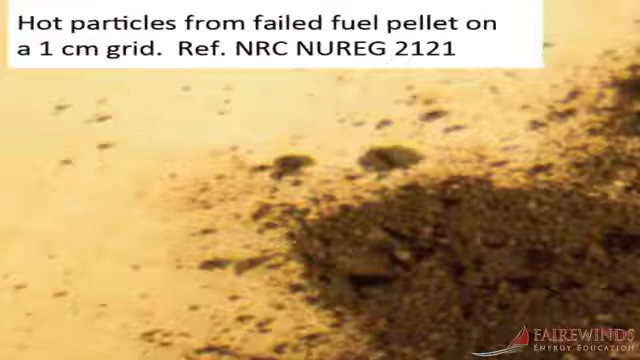 Hot particles from failed fuel pellet on
a 1 cm grid. Ref. NRC NUREG 2121
FAIREWINDS
ENERGY EDUCATION